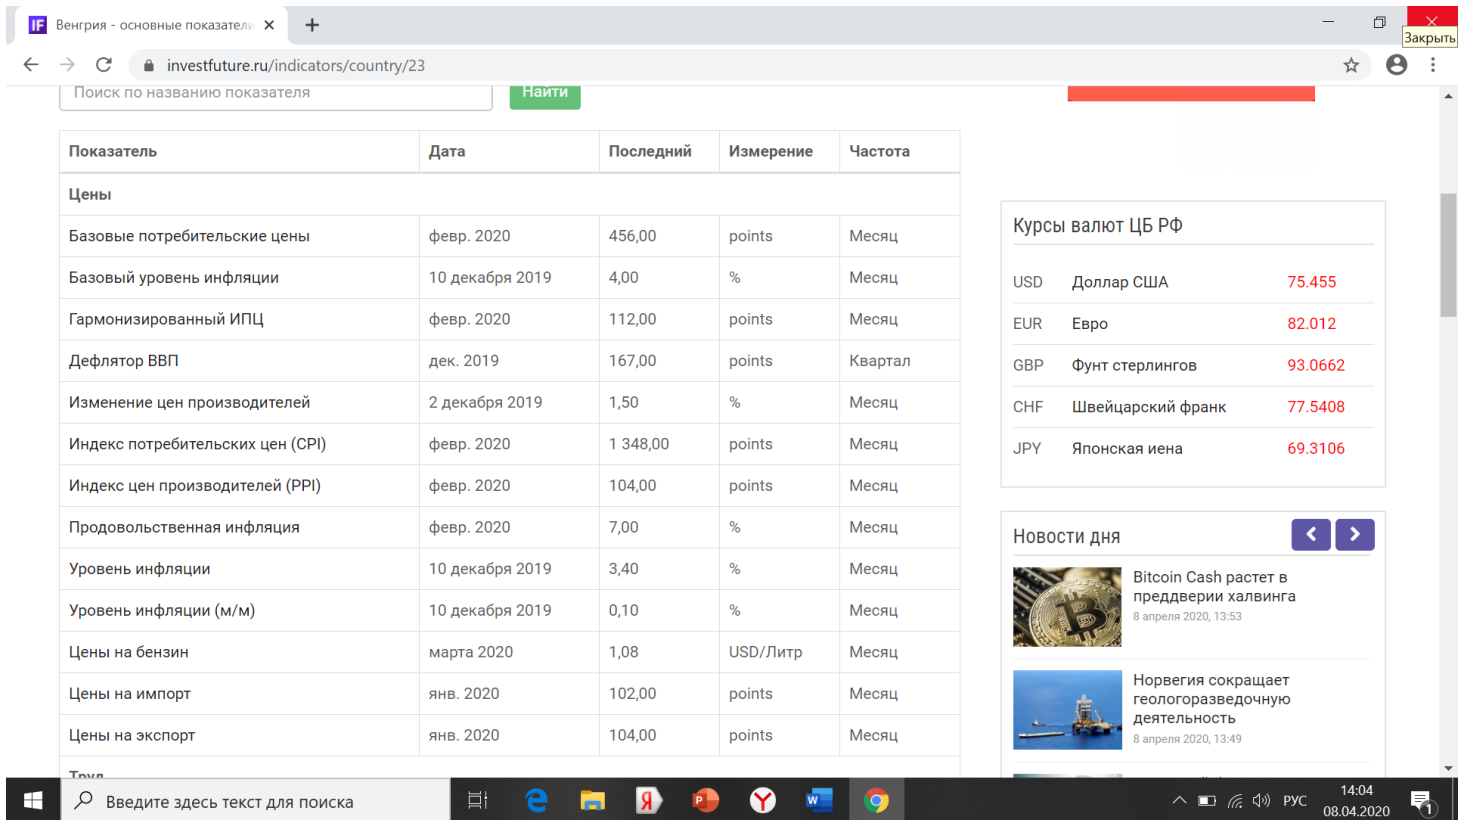 Венгрия - основные показатели
Закрыть
investfuture.ru/indicators/country/23
Поиск по названию показателя
Найти
Показатель Дата Последний Измерение Частота
Цены
Базовые потребительские цены февр. 2020 456,00 points Месяц
Базовый уровень инфляции 10 декабря 2019 4,00 % Месяц
Гармонизированный ИПЦ февр. 2020 112,00 points Месяц
Дефлятор ВВП дек. 2019 167,00 points Квартал
Изменение цен производителей 2 декабря 2019 1,50 % Месяц
Индекс потребительских цен (CPI) февр. 2020 1 348,00 points Месяц
Индекс цен производителей (PPI) февр. 2020 104,00 points Месяц
Продовольственная инфляция февр. 2020 7,00 % Месяц
Уровень инфляции 10 декабря 2019 3,40 % Месяц
Уровень инфляции (м/м) 10 декабря 2019 0,10 % Месяц
Цены на бензин марта 2020 1,08 USD/Литр Месяц
Цены на импорт янв. 2020 102,00 points Месяц
Цены на экспорт янв. 2020 104,00 points Месяц
Труд
Курсы валют ЦБ РФ
USD Доллар США 75.455
EUR Евро 82.012
GBP Фунт стерлингов 93.0662
CHF Швейцарский франк 77.5408
JPY Японская иена 69.3106
Новости дня
Bitcoin Cash растет в
преддверии халвинга
8 апреля 2020, 13:53
Норвегия сокращает
геологоразведочную
деятельность
8 апреля 2020, 13:49
Введите здесь текст для поиска
РУС
14:04
08.04.2020
1